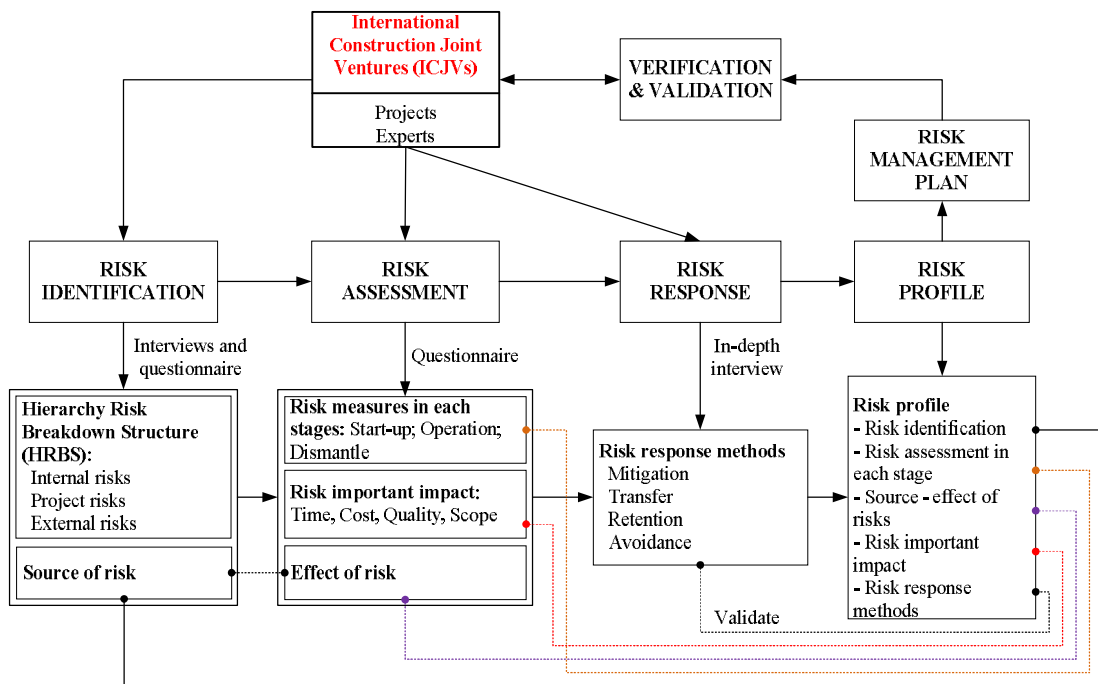 International
Construction Joint
Ventures (ICJVs)
Projects
Experts
VERIFICATION
& VALIDATION
RISK
MANAGEMENT
PLAN
RISK
IDENTIFICATION
RISK
ASSESSMENT
RISK
RESPONSE
RISK
PROFILE
Interviews and
questionnaire
Questionnaire
In-depth
interview
Hierarchy Risk
Breakdown Structure
(HRBS):
Internal risks
Project risks
External risks
Source of risk
Risk measures in each
stages: Start-up; Operation;
Dismantle
Risk important impact:
Time, Cost, Quality, Scope
Effect of risk
Risk response methods
Mitigation
Transfer
Retention
Avoidance
Validate
Risk profile
- Risk identification
- Risk assessment in
each stage
- Source - effect of
risks
- Risk important
impact
- Risk response
methods